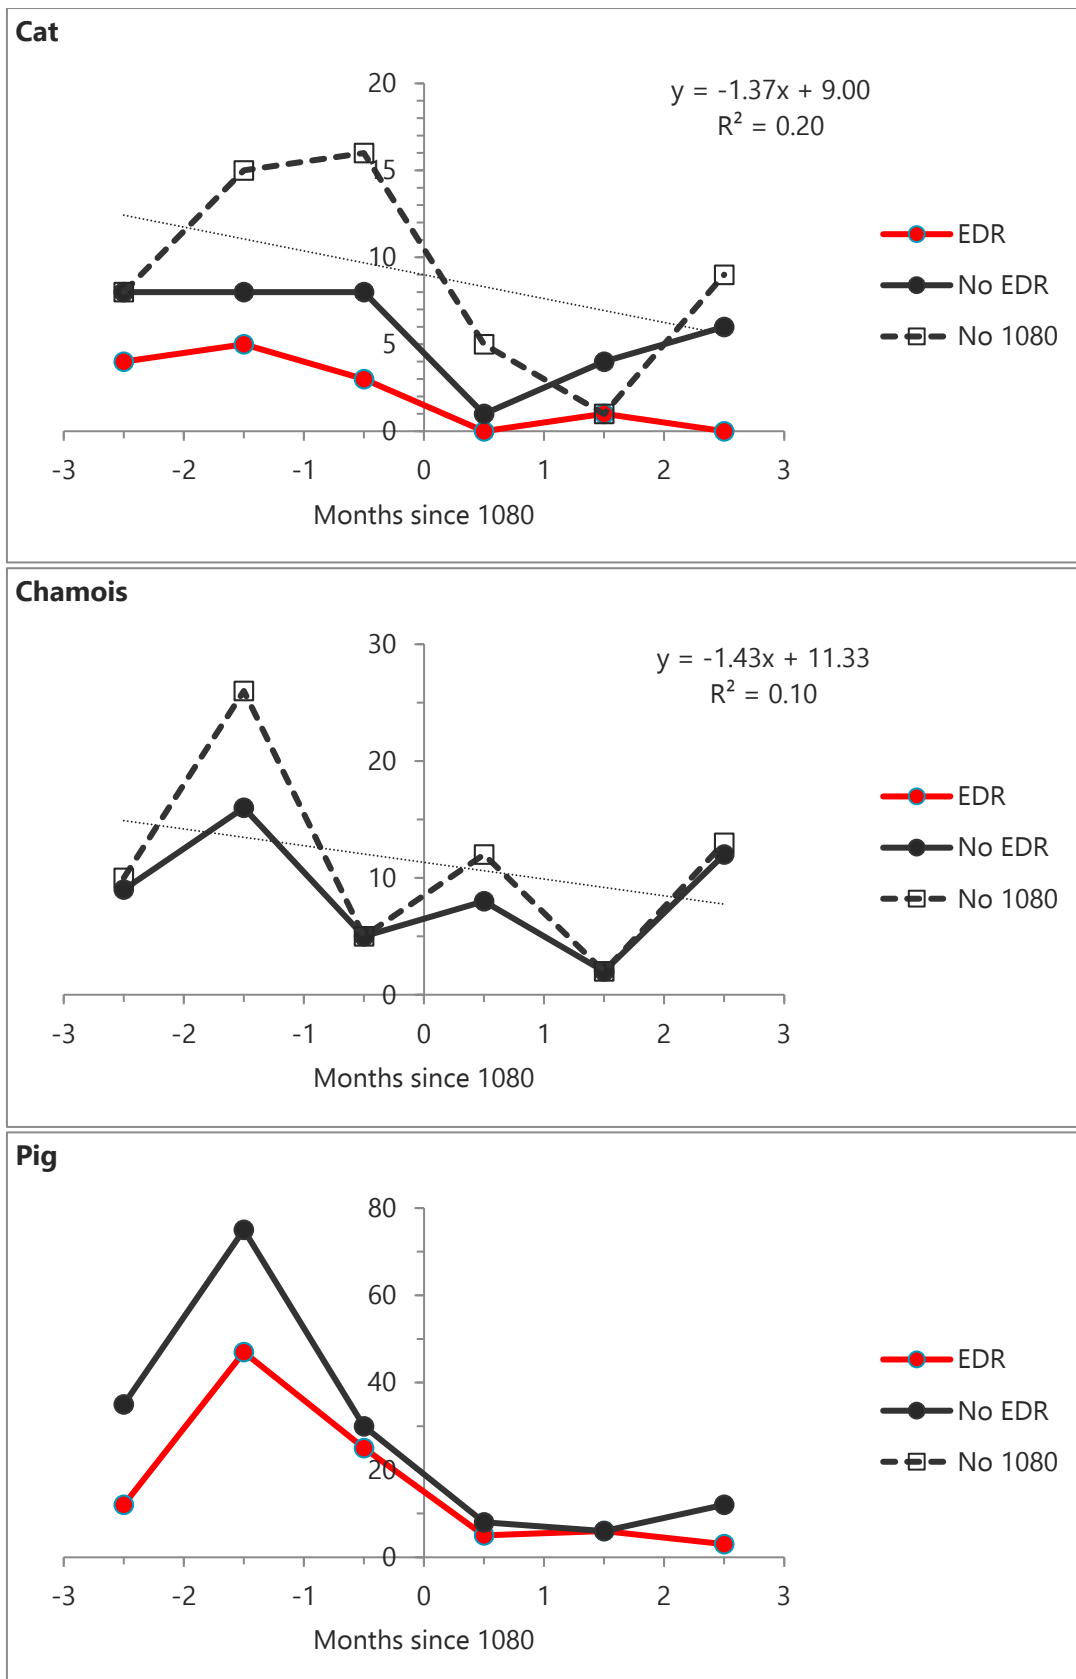 Cat
y = -1.37x + 9.00
R² = 0.20
20
15
10
5
0
-3 -2 -1 0 1 2 3
Months since 1080
EDR
No EDR
No 1080
Chamois
y = -1.43x + 11.33
R² = 0.10
30
20
10
0
-3 -2 -1 0 1 2 3
Months since 1080
EDR
No EDR
No 1080
Pig
80
60
40
20
0
-3 -2 -1 0 1 2 3
Months since 1080
EDR
No EDR
No 1080